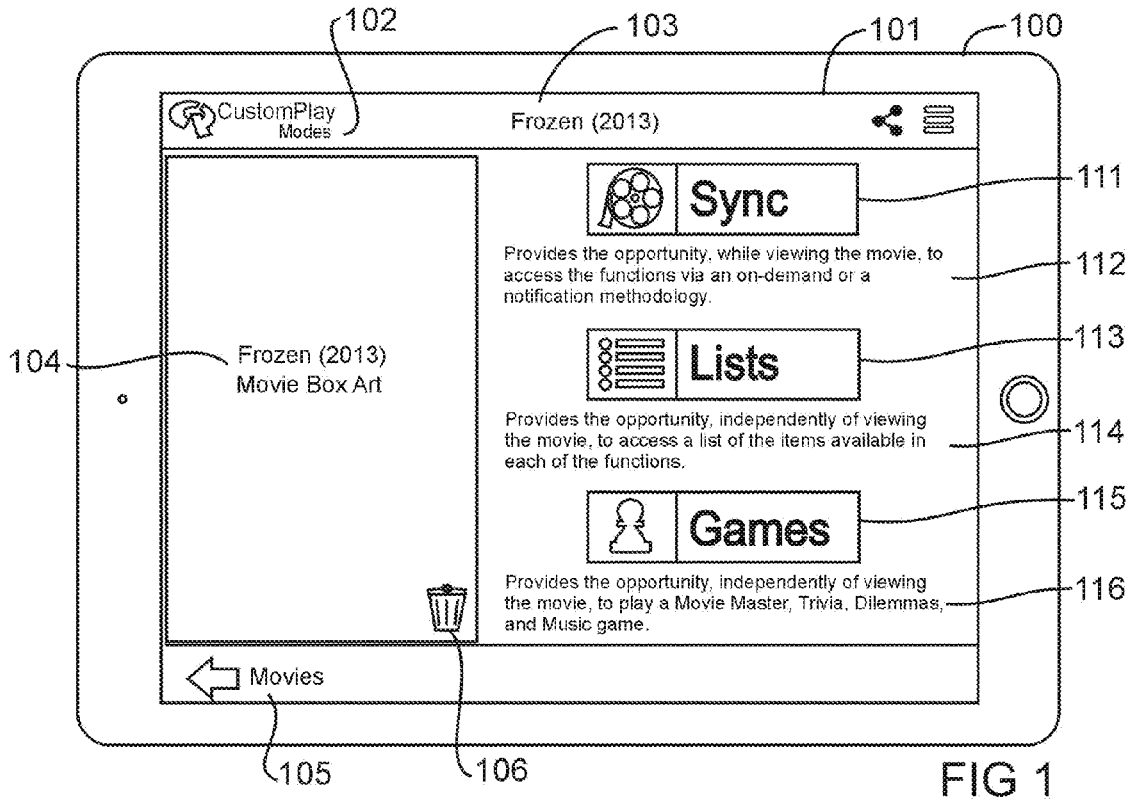 102
103
101
100
CustomPlay
Modes
Frozen (2013)
Sync
111
Provides the opportunity, while viewing the movie, to
access the functions via an on-demand or a
notification methodology.
112
104
Frozen (2013)
Movie Box Art
Lists
113
Provides the opportunity, independently of viewing
the movie, to access a list of the items available in
each of the functions.
114
Games
115
Provides the opportunity, independently of viewing
the movie, to play a Movie Master, Trivia, Dilemmas,
and Music game.
116
Movies
105
106
FIG 1